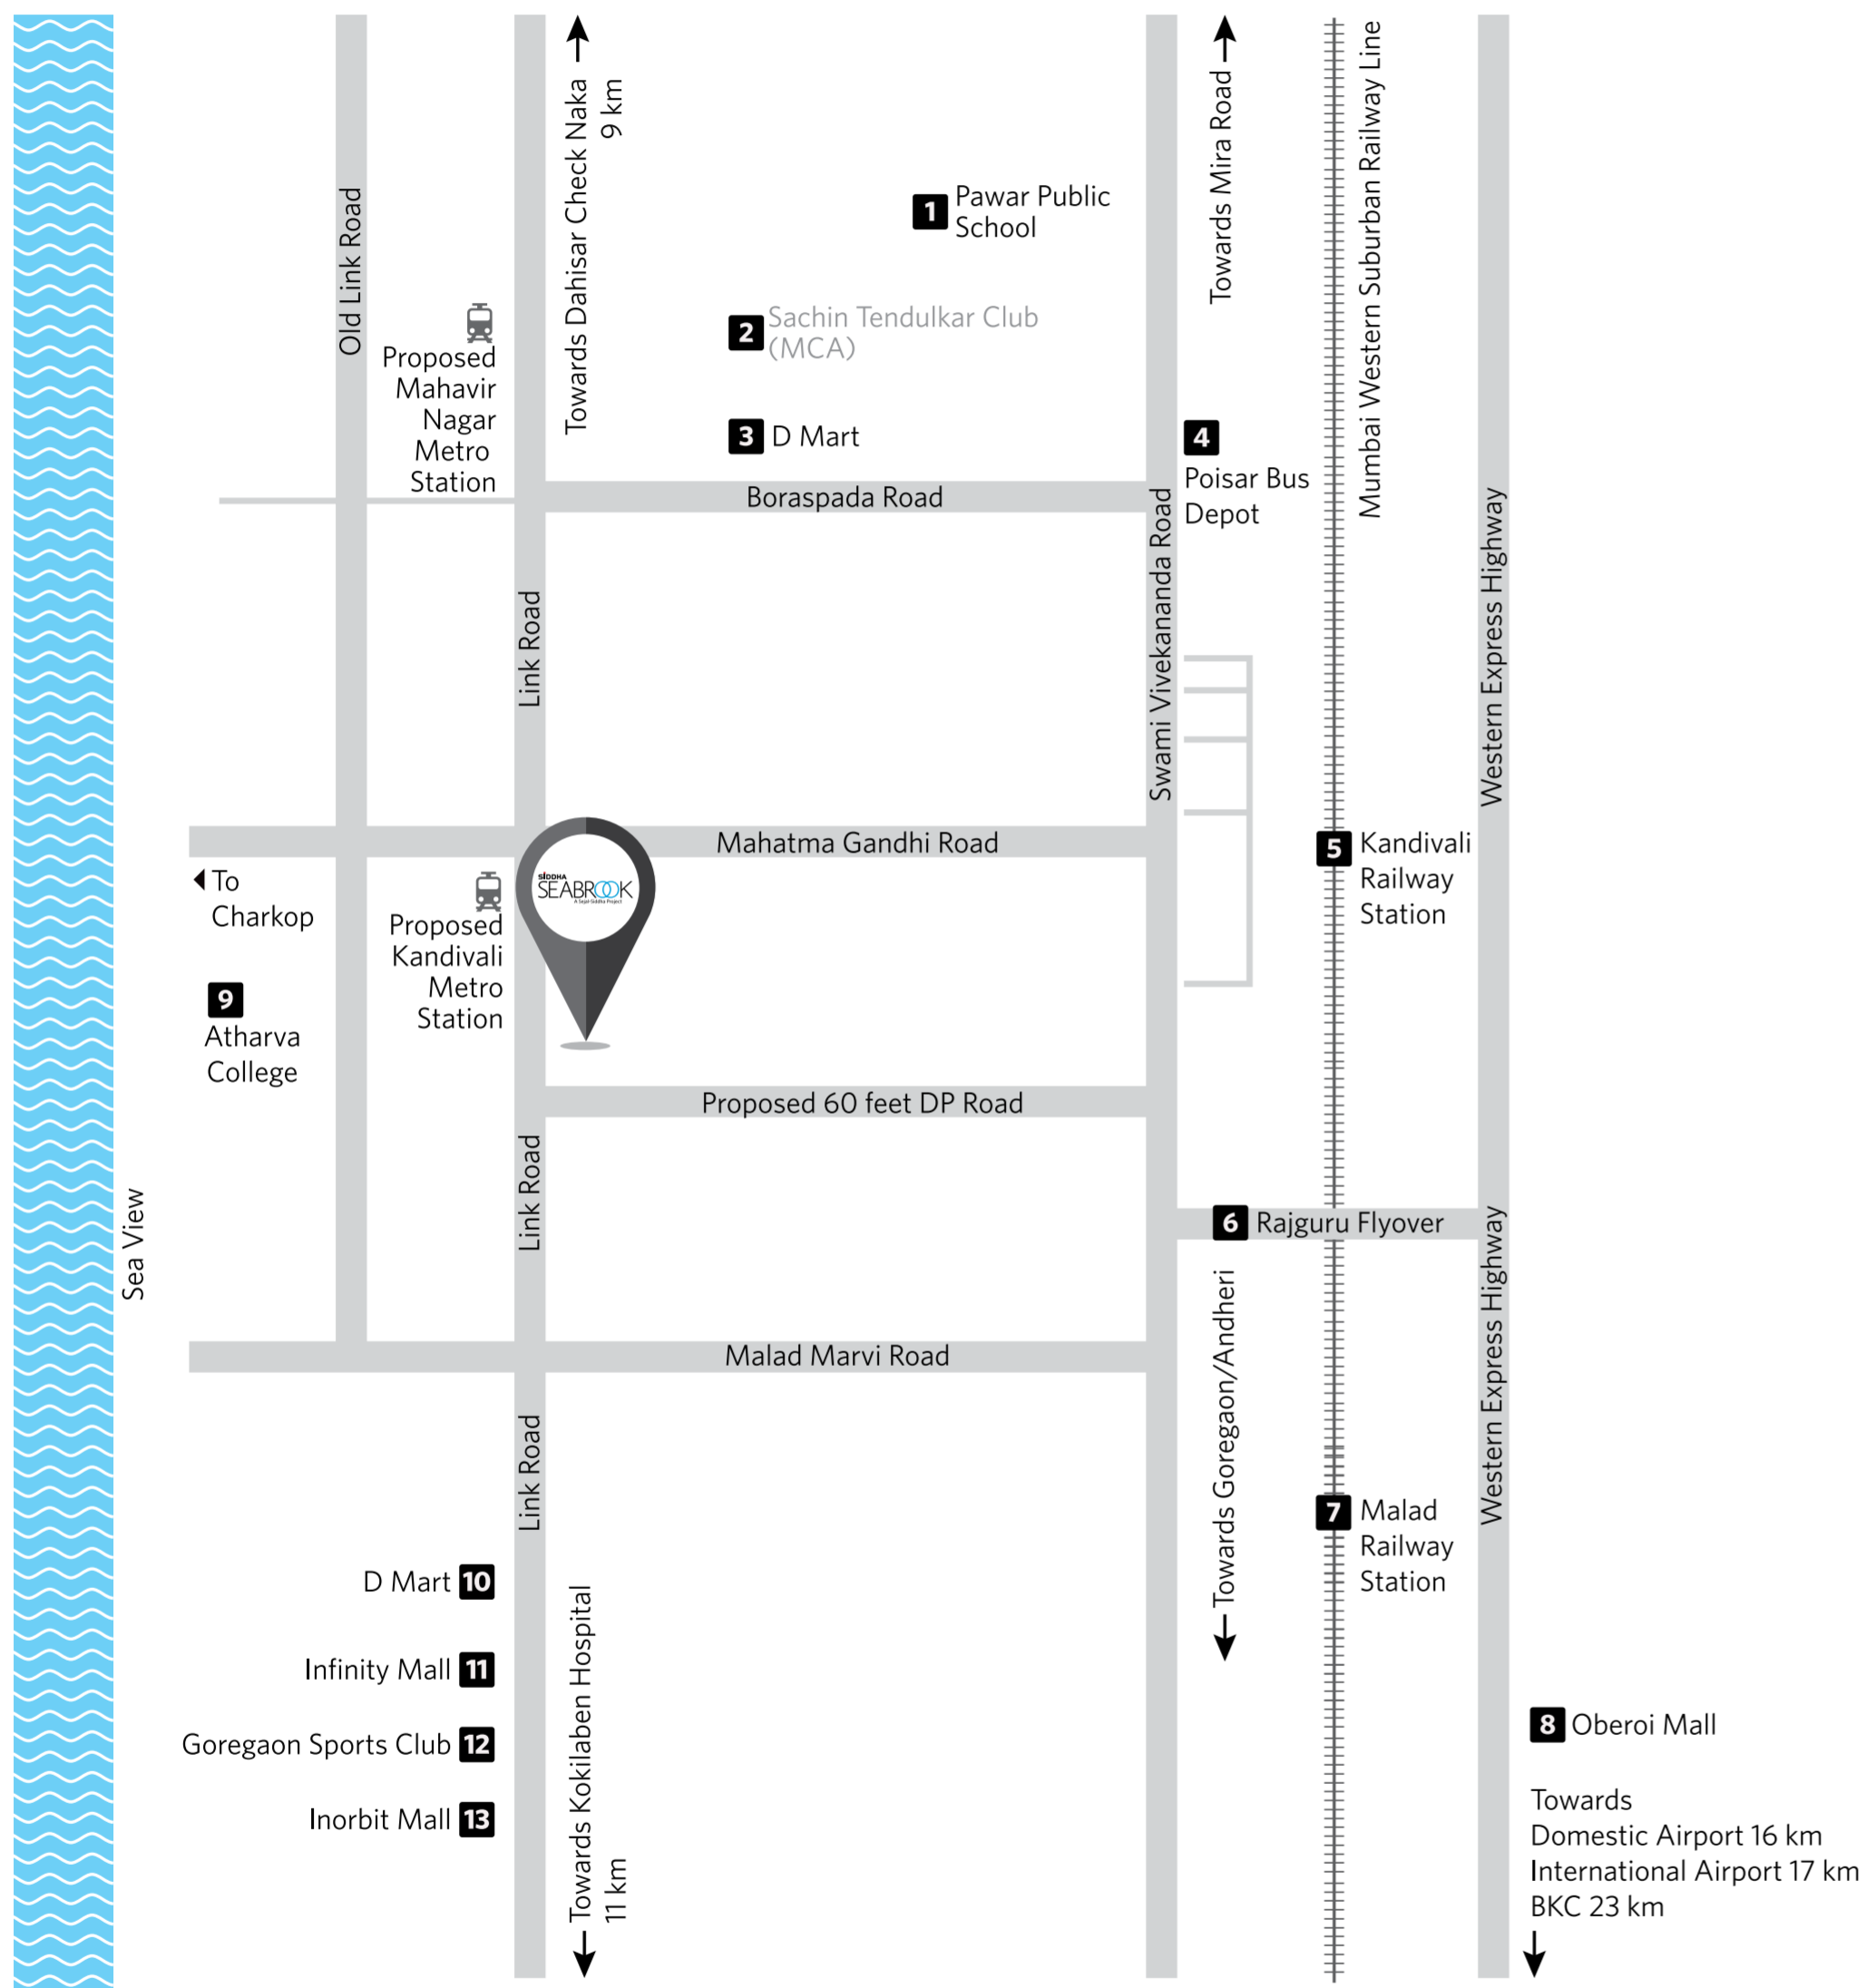 Towards Dahisar Check Naka
9 km
Towards Mira Road
Mumbai Western Suburban Railway Line
Old Link Road
1
Pawar Public
School
2
Sachin Tendulkar Club
(MCA)
Proposed
Mahavir
Nagar
Metro
Station
3
D Mart
4
Poisar Bus
Depot
Boraspada Road
Link Road
Swami Vivekananda Road
Western Express Highway
Mahatma Gandhi Road
5
Kandivali
Railway
Station
To
Charkop
Proposed
Kandivali
Metro
Station
SIDDHA
SEABROOK
A Sejal Siddha Project
9
Atharva
College
Proposed 60 feet DP Road
Link Road
Sea View
6
Rajguru Flyover
Western Express Highway
Towards Goregaon/Andheri
Malad Marvi Road
Link Road
7
Malad
Railway
Station
D Mart 10
Infinity Mall 11
Goregaon Sports Club 12
Inorbit Mall 13
Towards Kokilaben Hospital
11 km
8
Oberoi Mall
Towards
Domestic Airport 16 km
International Airport 17 km
BKC 23 km